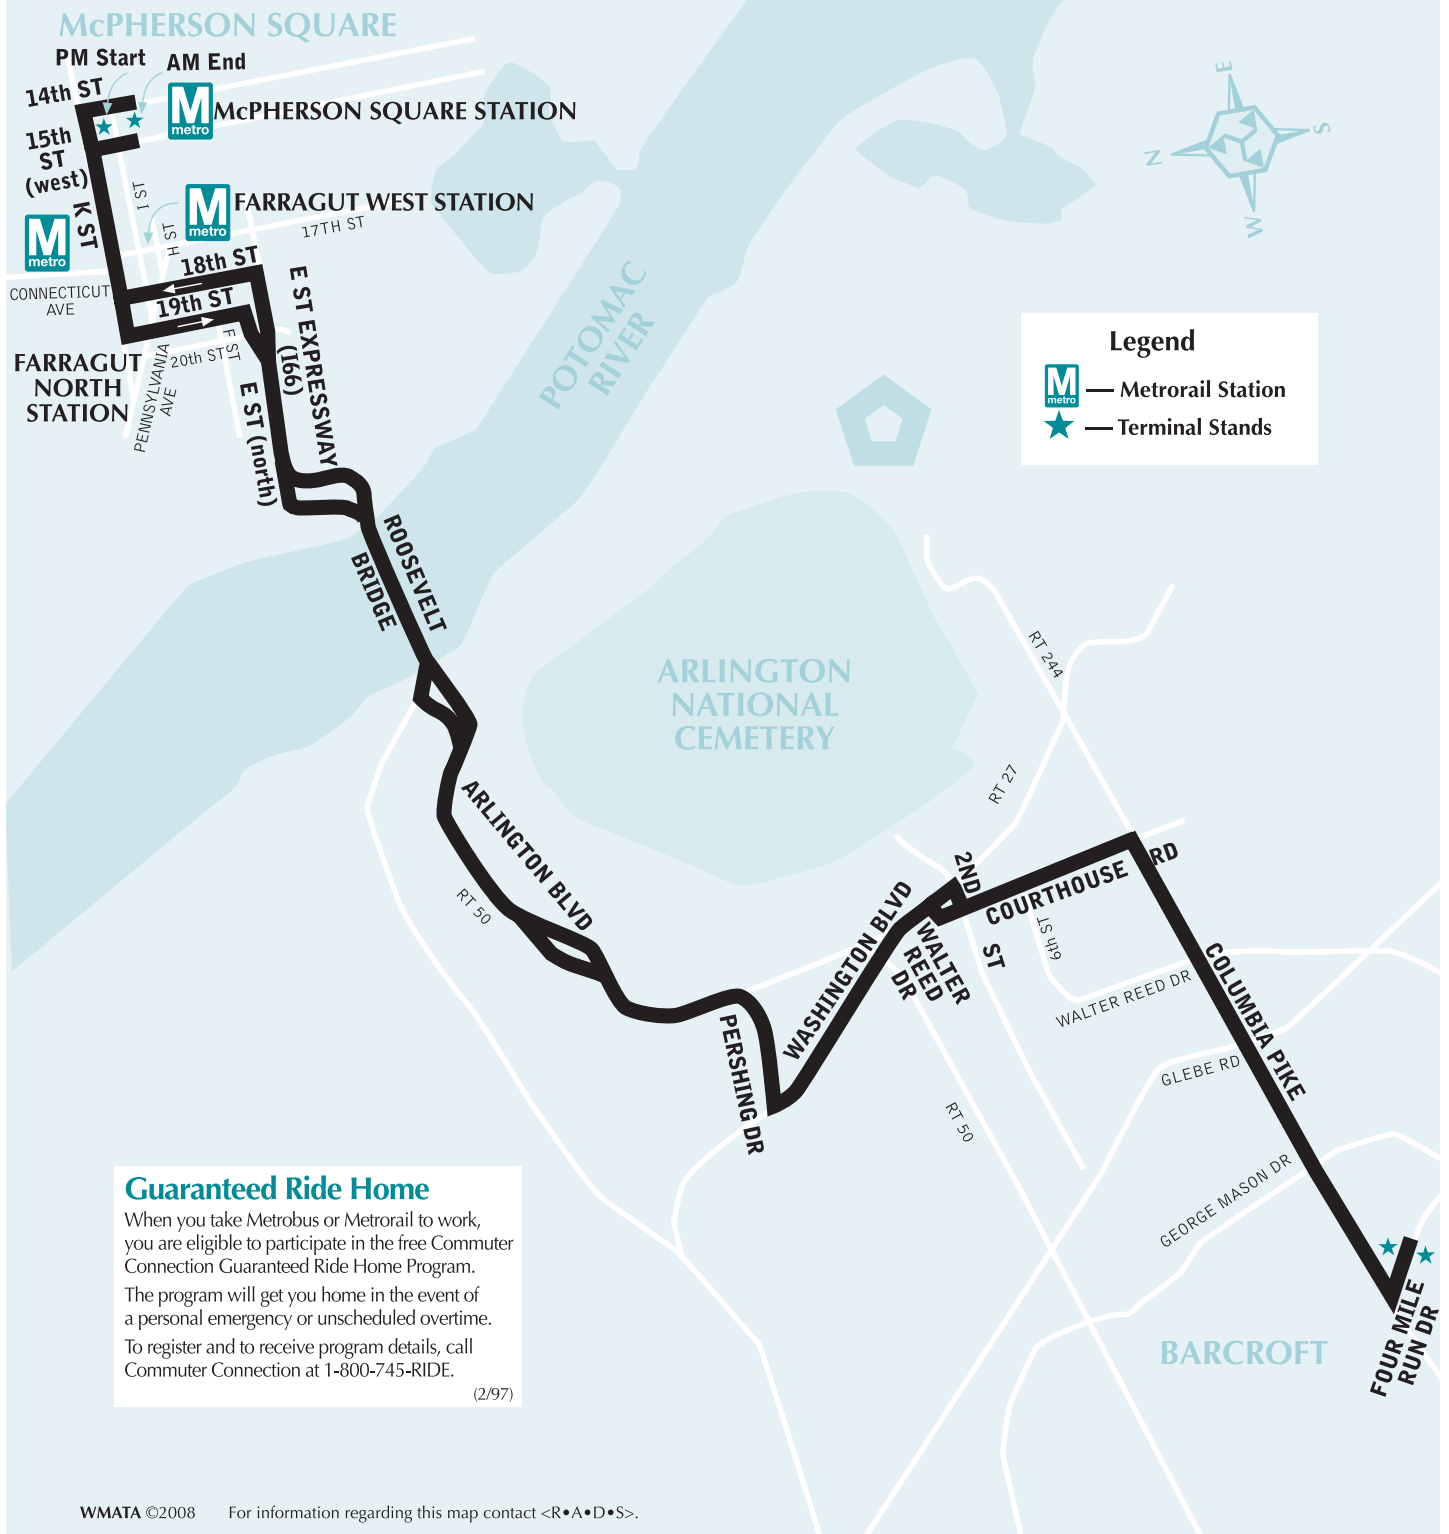 McPHERSON SQUARE
PM Start
AM End
14th ST
M
metro
McPHERSON SQUARE STATION
15th
ST
(west)
I ST
K ST
M
metro
FARRAGUT WEST STATION
17TH ST
H ST
M
metro
18th ST
CONNECTICUT
AVE
19th ST
E ST EXPRESSWAY
(I66)
FARRAGUT
NORTH
STATION
PENNSYLVANIA
AVE
20th ST
F ST
E ST (north)
POTOMAC
RIVER
N
E
S
W
Legend
M
metro
Metrorail Station
Terminal Stands
ROOSEVELT
BRIDGE
ARLINGTON
NATIONAL
CEMETERY
RT 244
RT 27
ARLINGTON BLVD
RT 50
2ND
ST
COURTHOUSE RD
WASHINGTON BLVD
WALTER
REED
DR
6th ST
WALTER REED DR
COLUMBIA PIKE
PERSHING DR
GLEBE RD
RT 50
GEORGE MASON DR
FOUR MILE
RUN DR
BARCROFT
Guaranteed Ride Home
When you take Metrobus or Metrorail to work,
you are eligible to participate in the free Commuter
Connection Guaranteed Ride Home Program.
The program will get you home in the event of
a personal emergency or unscheduled overtime.
To register and to receive program details, call
Commuter Connection at 1-800-745-RIDE.
(2/97)
WMATA ©2008 For information regarding this map contact <R•A•D•S>.